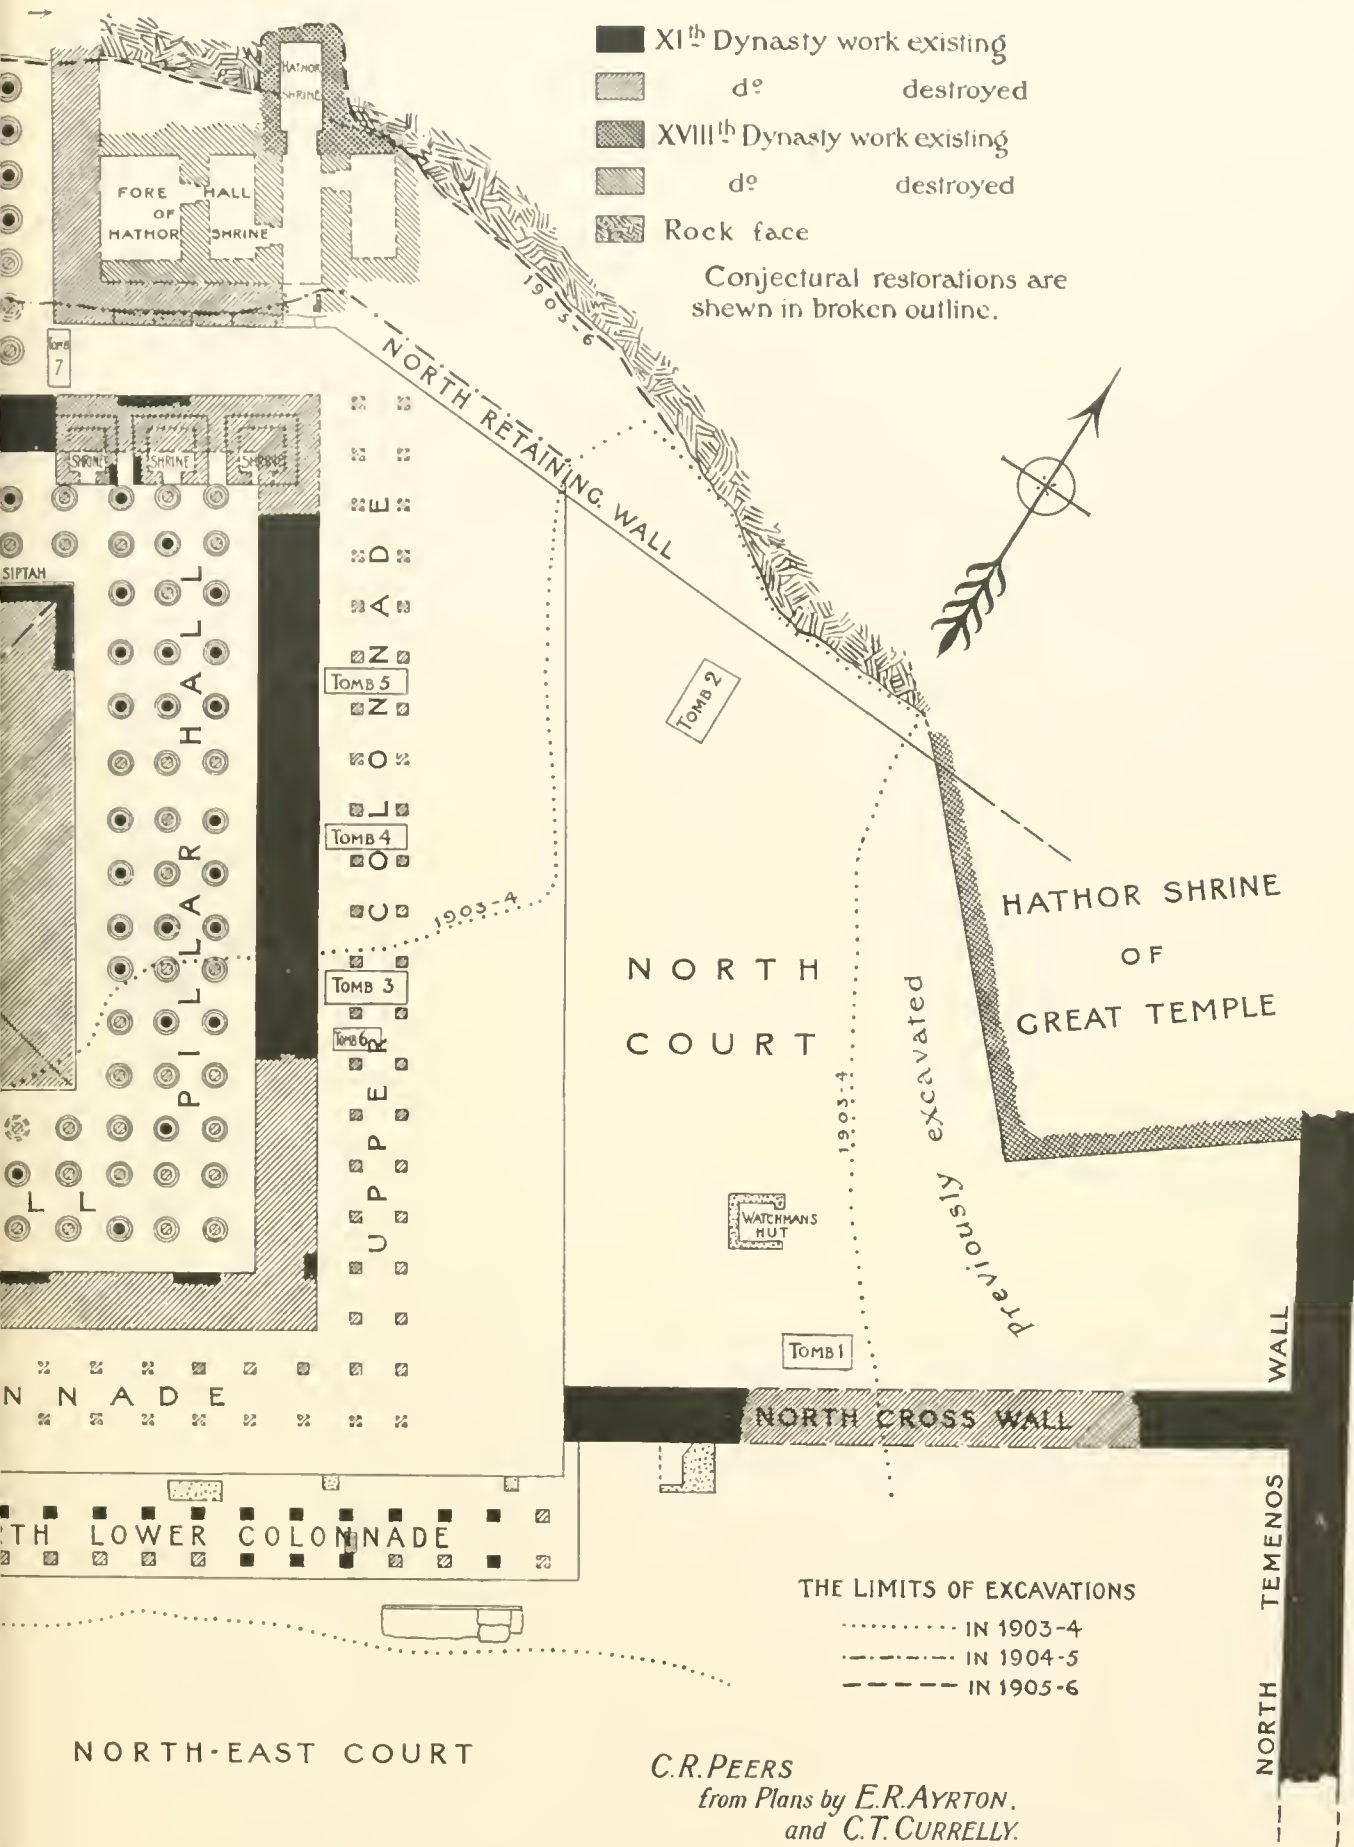 XIth Dynasty work existing
do destroyed
XVIIIth Dynasty work existing
do destroyed
Rock face
Conjectural restorations are
shewn in broken outline.
HATHOR
SHRINE
FORE HALL
OF
HATHOR SHRINE
1905-6
TOMB
7
NORTH RETAINING WALL
SHRINE SHRINE SHRINE
SIPTAH
PILLAR HALL
UPPER COLONNADE
TOMB 5
TOMB 2
TOMB 4
1903-4
TOMB 3
TOMB 6
NORTH
COURT
HATHOR SHRINE
OF
GREAT TEMPLE
1903-4
Previously excavated
WATCHMANS
HUT
TOMB 1
LL
NNADE
NORTH CROSS WALL
NORTH TEMENOS WALL
TH LOWER COLONNADE
THE LIMITS OF EXCAVATIONS
IN 1903-4
IN 1904-5
IN 1905-6
NORTH-EAST COURT
C.R.PEERS
from Plans by E.R.AYRTON.
and C.T.CURRELLY.